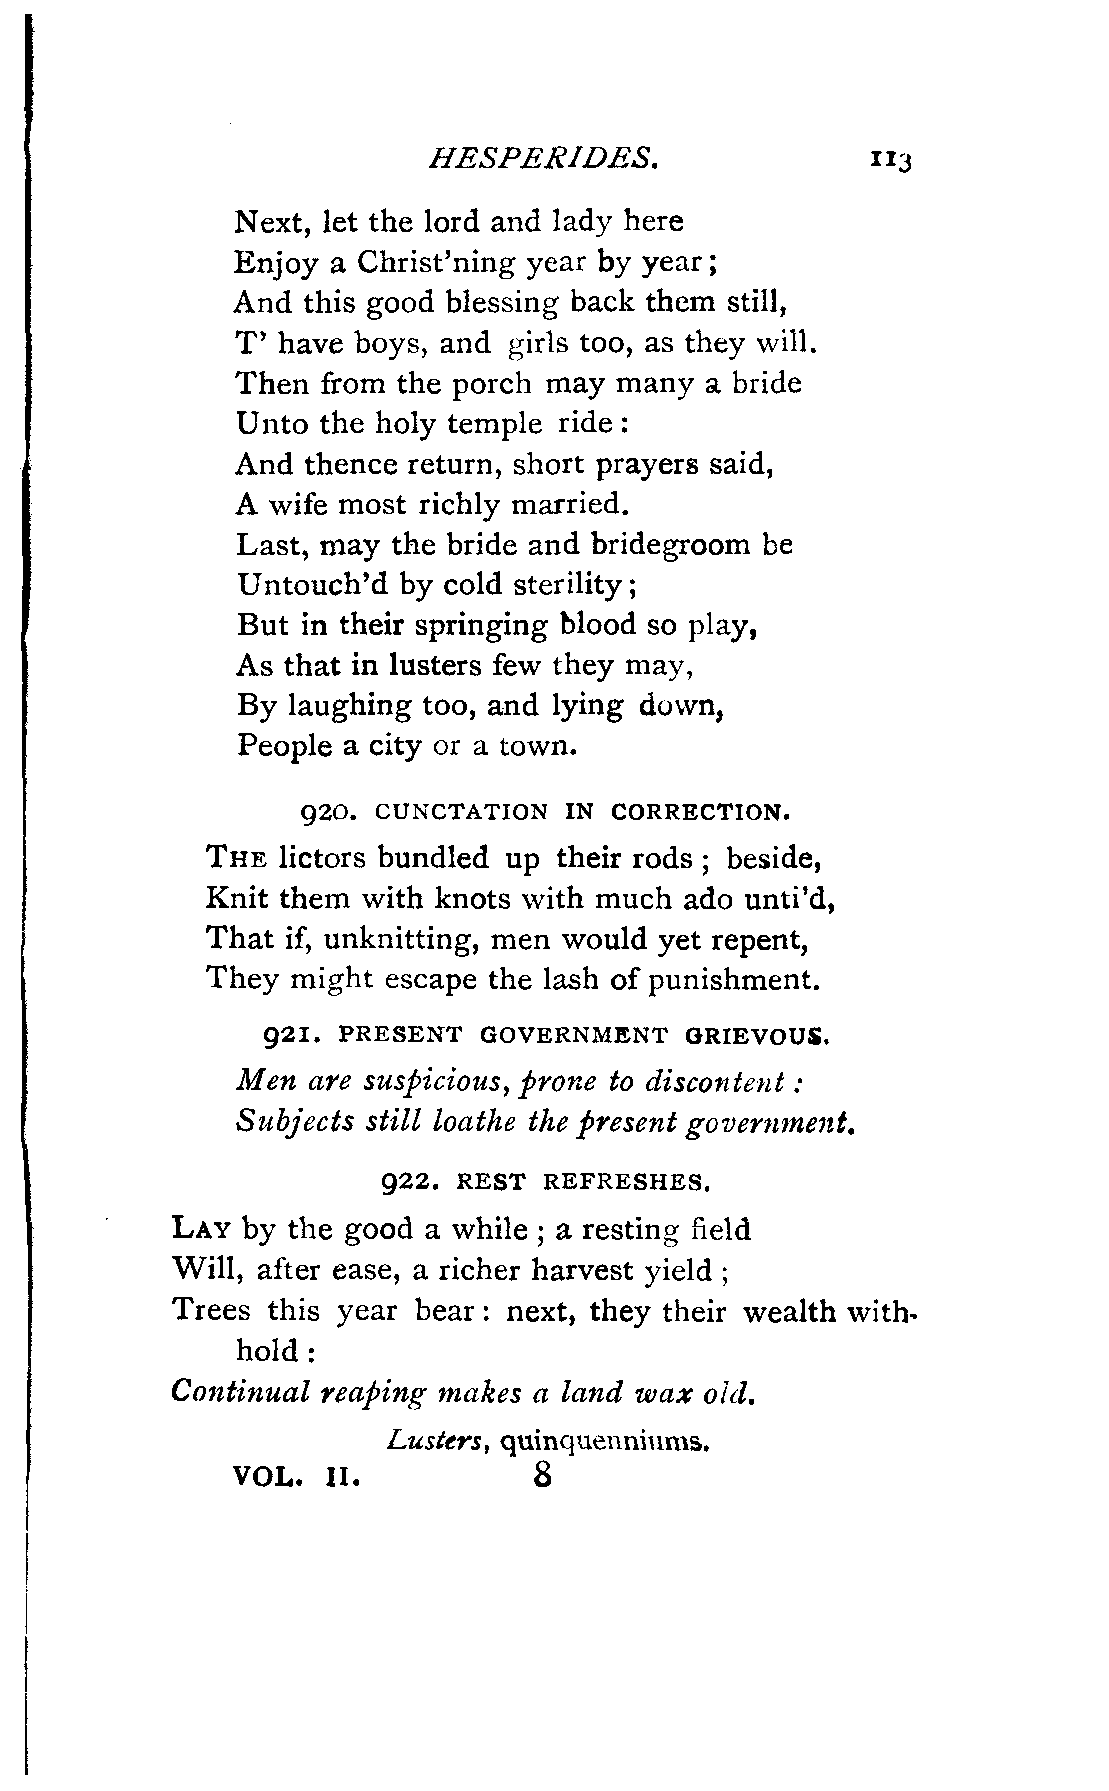 HESPERIDES. 113
Next, let the lord and lady here
Enjoy a Christ'ning year by year;
And this good blessing back them still,
T' have boys, and girls too, as they will.
Then from the porch may many a bride
Unto the holy temple ride:
And thence return, short prayers said,
A wife most richly married.
Last, may the bride and bridegroom be
Untouch'd by cold sterility;
But in their springing blood so play,
As that in lusters few they may,
By laughing too, and lying down,
People a city or a town.
920. CUNCTATION IN CORRECTION.
THE lictors bundled up their rods; beside,
Knit them with knots with much ado unti'd,
That if, unknitting, men would yet repent,
They might escape the lash of punishment.
921. PRESENT GOVERNMENT GRIEVOUS.
Men are suspicious, prone to discontent:
Subjects still loathe the present government.
922. REST REFRESHES.
LAY by the good a while; a resting field
Will, after ease, a richer harvest yield;
Trees this year bear: next, they their wealth with-
hold:
Continual reaping makes a land wax old.
Lusters, quinquenniums.
VOL. II. 8